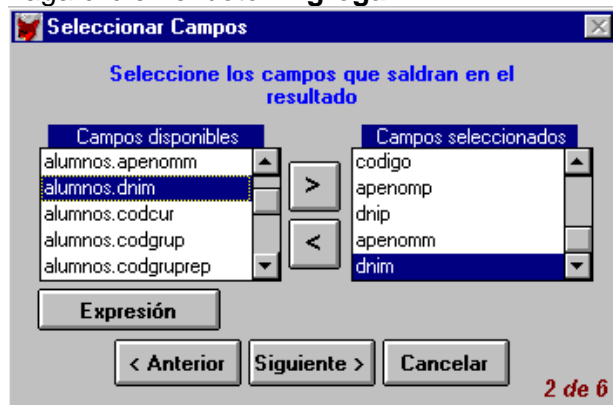 Seleccionar Campos
Seleccione los campos que saldran en el
resultado
Campos disponibles
alumnos.apenomm
alumnos.dnim
alumnos.codcur
alumnos.codgrup
alumnos.codgruprep
>
<
Campos seleccionados
codigo
apenomp
dnip
apenomm
dnim
Expresión
< Anterior
Siguiente >
Cancelar
2 de 6